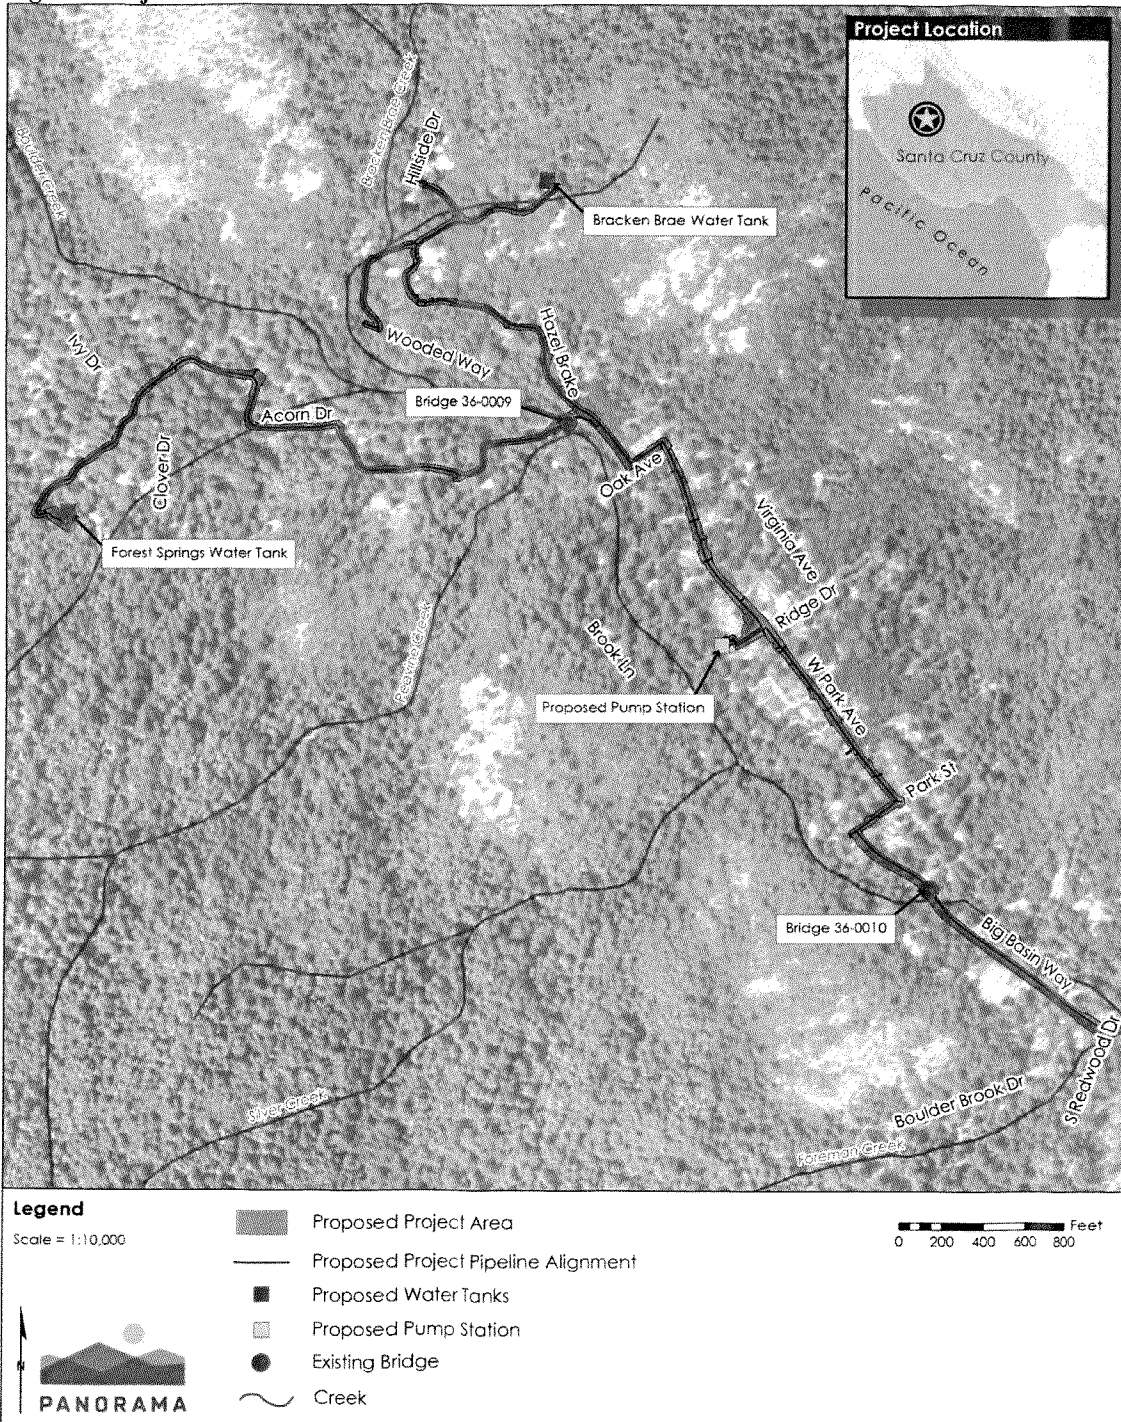 Project Location
Santa Cruz County
Pacific Ocean
Boulder Creek
Bracken Brae Creek
Hillside Dr
Bracken Brae Water Tank
Ivy Dr
Wooded Way
Hazel Brake
Bridge 36-0009
Acorn Dr
Clover Dr
Oak Ave
Forest Springs Water Tank
Virginia Ave
Ridge Dr
Peavine Creek
Brook Ln
Proposed Pump Station
W Park Ave
Park St
Bridge 36-0010
Big Basin Way
S Redwood Dr
Boulder Brook Dr
Silver Creek
Foreman Creek
Legend
Scale = 1:10,000
Proposed Project Area
Proposed Project Pipeline Alignment
Proposed Water Tanks
Proposed Pump Station
Existing Bridge
Creek
Feet
0 200 400 600 800
N
PANORAMA